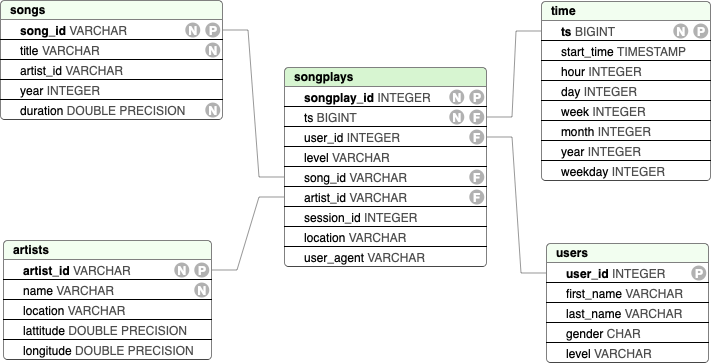 songs
song_id VARCHAR N P
title VARCHAR N
artist_id VARCHAR
year INTEGER
duration DOUBLE PRECISION N
songplays
songplay_id INTEGER N P
ts BIGINT N F
user_id INTEGER F
level VARCHAR
song_id VARCHAR F
artist_id VARCHAR F
session_id INTEGER
location VARCHAR
user_agent VARCHAR
time
ts BIGINT N P
start_time TIMESTAMP
hour INTEGER
day INTEGER
week INTEGER
month INTEGER
year INTEGER
weekday INTEGER
artists
artist_id VARCHAR N P
name VARCHAR N
location VARCHAR
lattitude DOUBLE PRECISION
longitude DOUBLE PRECISION
users
user_id INTEGER P
first_name VARCHAR
last_name VARCHAR
gender CHAR
level VARCHAR